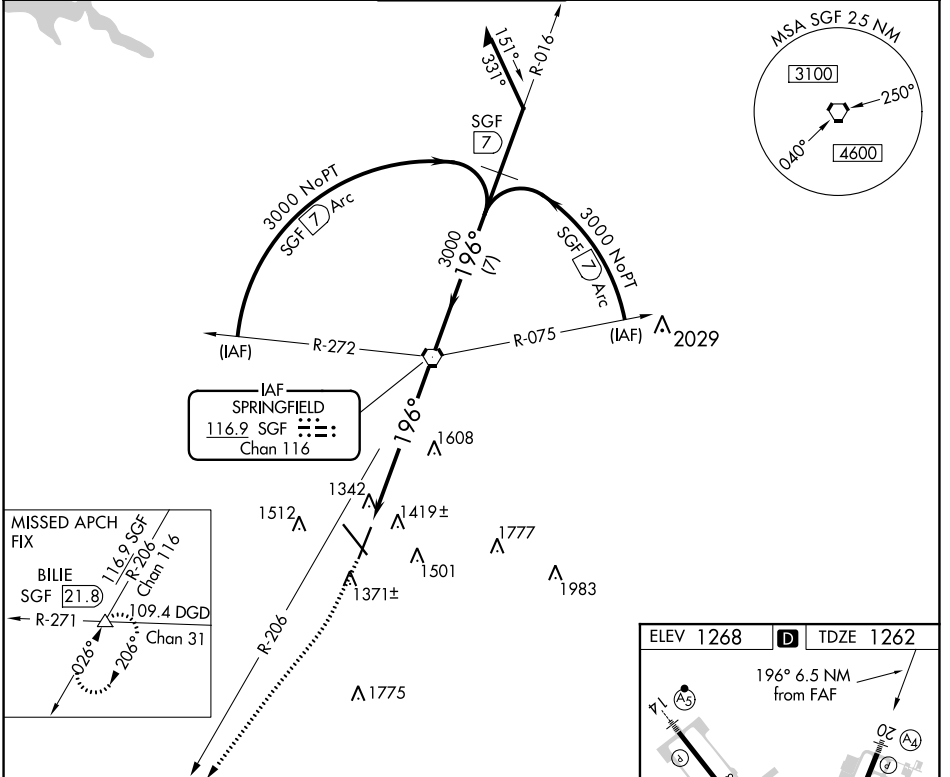 MSA SGF 25 NM
3100
250°
040°
4600
151°
331°
R-016
SGF
7
3000 NoPT
SGF 7 Arc
3000 NoPT
SGF 7 Arc
3000
196°
(7)
(IAF)
R-272
R-075
(IAF)
2029
IAF
SPRINGFIELD
116.9 SGF
Chan 116
196°
1608
1342
1512
1419±
1777
1501
1983
1371±
R-206
1775
MISSED APCH
FIX
116.9 SGF
R-206
Chan 116
BILIE
SGF 21.8
R-271
109.4 DGD
Chan 31
026°
206°
ELEV 1268 D TDZE 1262
196° 6.5 NM
from FAF
14
A5
P
20
A4
P